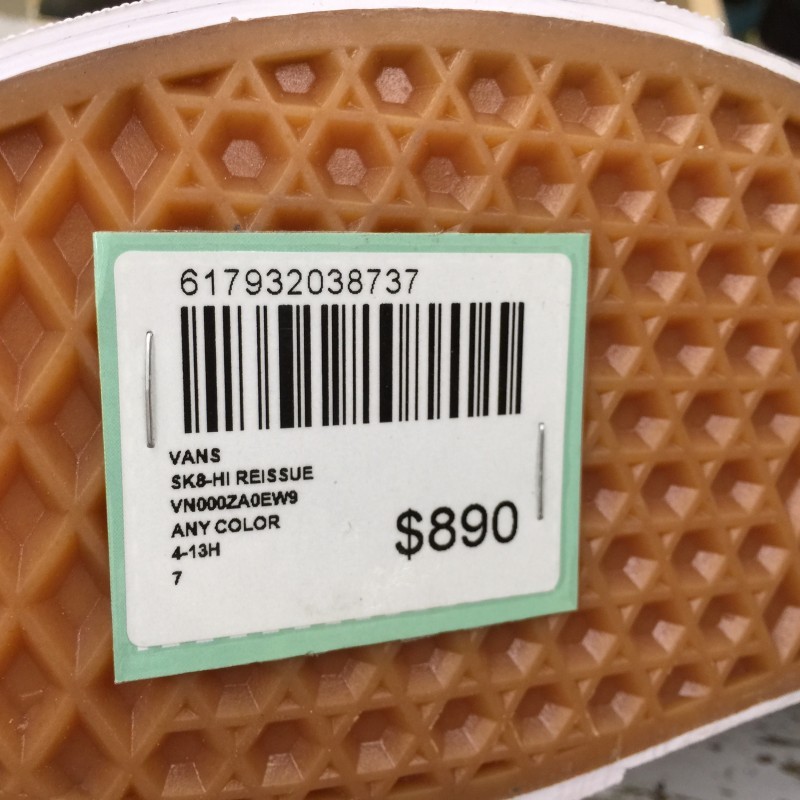 617932038737
VANS
SK8-HI REISSUE
VN000ZA0EW9
ANY COLOR
4-13H
7
$890